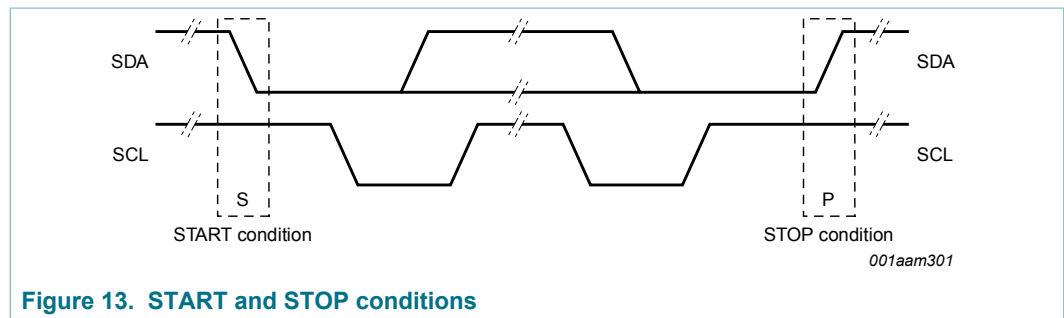 SDA
SDA
SCL
SCL
S
P
START condition
STOP condition
001aam301
Figure 13. START and STOP conditions